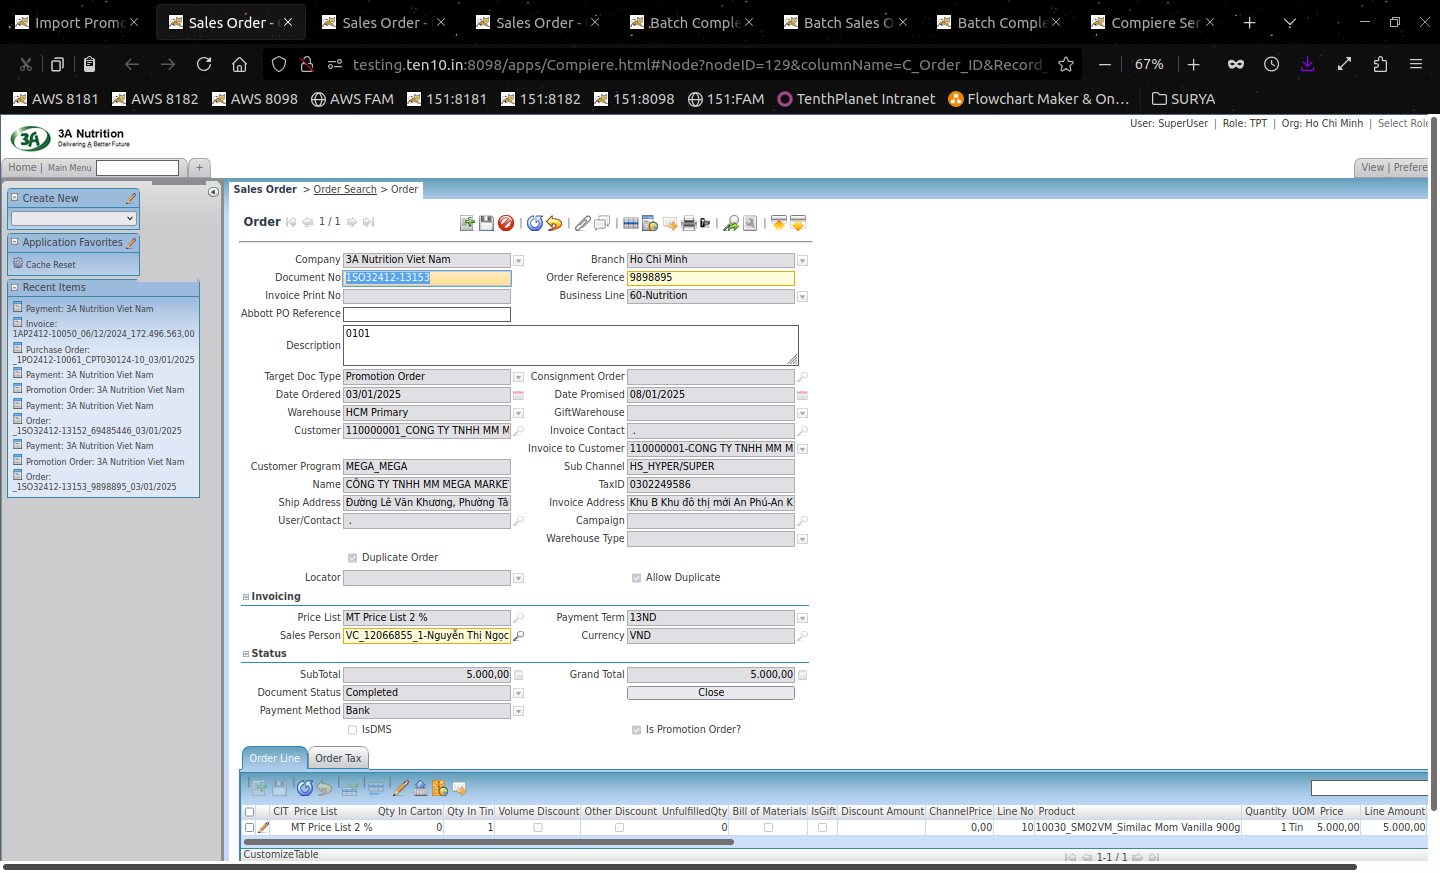 Import Promo
Sales Order -
Sales Order -
Sales Order -
Batch Comple
Batch Sales O
Batch Comple
Compiere Ser
testing.ten10.in:8098/apps/Compiere.html#Node?nodeID=129&columnName=C_Order_ID&Record_
67%
AWS 8181
AWS 8182
AWS 8098
AWS FAM
151:8181
151:8182
151:8098
151:FAM
TenthPlanet Intranet
Flowchart Maker & On…
SURYA
3A
3A Nutrition
Delivering A Better Future
User: SuperUser | Role: TPT | Org: Ho Chi Minh | Select Role
Home | Main Menu
+
View | Prefere
Create New
Application Favorites
Cache Reset
Recent Items
Payment: 3A Nutrition Viet Nam
Invoice:
1AP2412-10050_06/12/2024_172.496.563,00
Purchase Order:
_1PO2412-10061_CPT030124-10_03/01/2025
Payment: 3A Nutrition Viet Nam
Promotion Order: 3A Nutrition Viet Nam
Payment: 3A Nutrition Viet Nam
Order:
_1SO32412-13152_69485446_03/01/2025
Payment: 3A Nutrition Viet Nam
Promotion Order: 3A Nutrition Viet Nam
Order:
_1SO32412-13153_9898895_03/01/2025
Sales Order > Order Search > Order
Order 1 / 1
Company 3A Nutrition Viet Nam
Branch Ho Chi Minh
Document No 1SO32412-13153
Order Reference 9898895
Invoice Print No
Business Line 60-Nutrition
Abbott PO Reference
Description 0101
Target Doc Type Promotion Order
Consignment Order
Date Ordered 03/01/2025
Date Promised 08/01/2025
Warehouse HCM Primary
GiftWarehouse
Customer 110000001_CONG TY TNHH MM M
Invoice Contact .
Invoice to Customer 110000001-CONG TY TNHH MM M
Customer Program MEGA_MEGA
Sub Channel HS_HYPER/SUPER
Name CÔNG TY TNHH MM MEGA MARKET
TaxID 0302249586
Ship Address Đường Lê Văn Khương, Phường Tâ
Invoice Address Khu B Khu đô thị mới An Phú-An K
User/Contact .
Campaign
Warehouse Type
Duplicate Order
Locator
Allow Duplicate
Invoicing
Price List MT Price List 2 %
Payment Term 13ND
Sales Person VC_12066855_1-Nguyễn Thị Ngọc
Currency VND
Status
SubTotal 5.000,00
Grand Total 5.000,00
Document Status Completed
Close
Payment Method Bank
IsDMS
Is Promotion Order?
Order Line
Order Tax
CIT Price List Qty In Carton Qty In Tin Volume Discount Other Discount UnfulfilledQty Bill of Materials IsGift Discount Amount ChannelPrice Line No Product Quantity UOM Price Line Amount
MT Price List 2 % 0 1 0 0,00 10 10030_SM02VM_Similac Mom Vanilla 900g 1 Tin 5.000,00 5.000,00
CustomizeTable
1-1 / 1